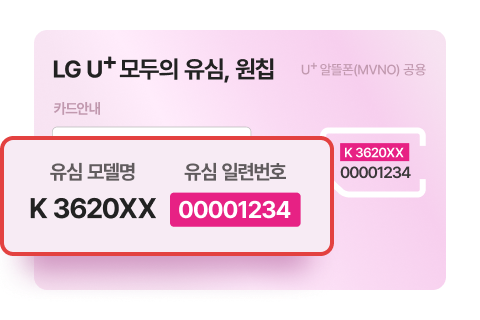 LG U+ 모두의 유심, 원칩
U+ 알뜰폰(MVNO) 공용
카드안내
유심 모델명
유심 일련번호
K 3620XX
00001234
K 3620XX
00001234